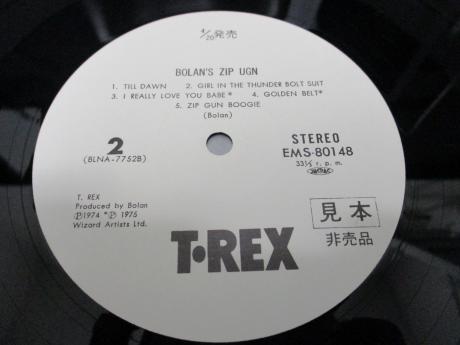 4/20発売
BOLAN'S ZIP UGN
1. TILL DAWN 2. GIRL IN THE THUNDER BOLT SUIT
3. I REALLY LOVE YOU BABE* 4. GOLDEN BELT*
5. ZIP GUN BOOGIE
(Bolan)
2
(BLNA-7752B)
STEREO
EMS-80148
33⅓ r. p. m.
T. REX
Produced by Bolan
Ⓟ1974 *Ⓟ 1975
Wizard Artists Ltd.
見本
非売品
T•REX